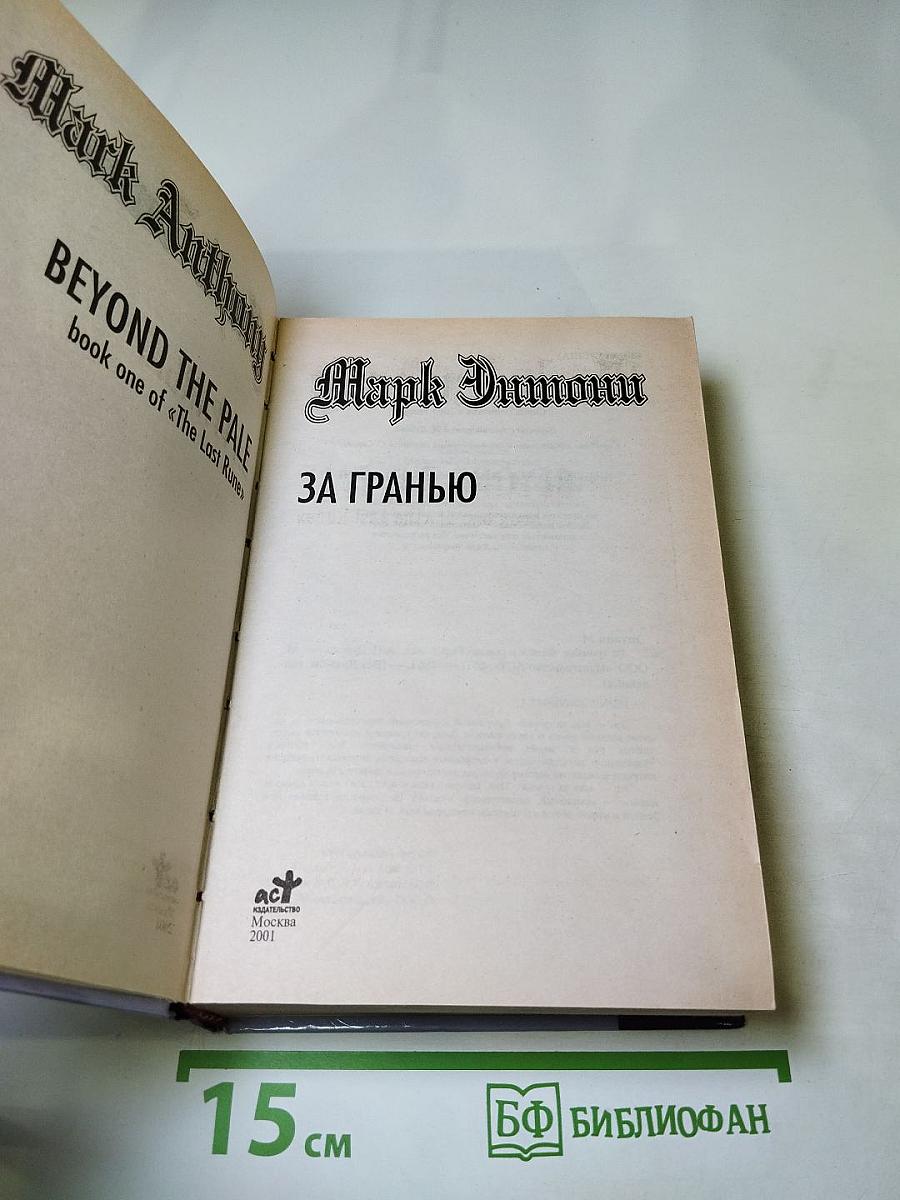 Mark Anthony
BEYOND THE PALE
book one of «The Last Rune»
Марк Энтони
ЗА ГРАНЬЮ
аст
ИЗДАТЕЛЬСТВО
Москва
2001
15 см
БФ БИБЛИОФАН